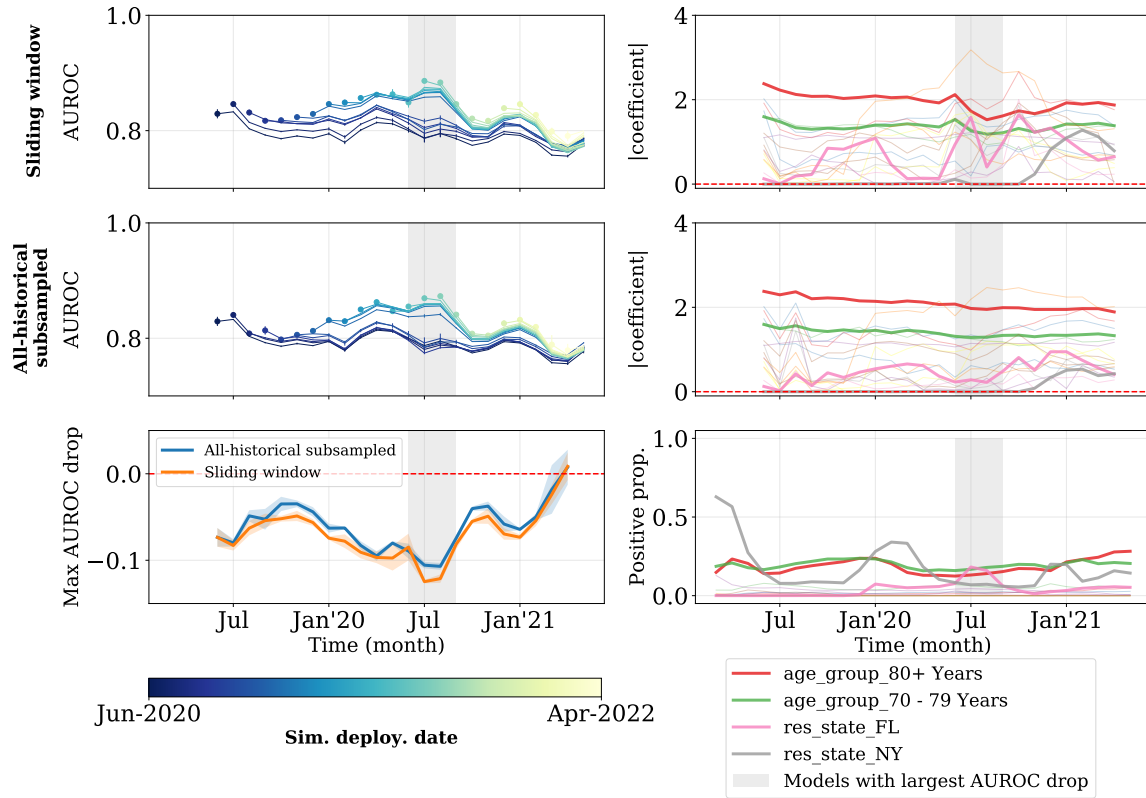 Sliding window
AUROC
1.0
0.8
|coefficient|
4
2
0
All-historical
subsampled
AUROC
1.0
0.8
|coefficient|
4
2
0
Max AUROC drop
0.0
−0.1
All-historical subsampled
Sliding window
Jul
Jan'20
Jul
Jan'21
Time (month)
Positive prop.
1.0
0.5
0.0
Jul
Jan'20
Jul
Jan'21
Time (month)
Jun-2020
Apr-2022
Sim. deploy. date
age_group_80+ Years
age_group_70 - 79 Years
res_state_FL
res_state_NY
Models with largest AUROC drop